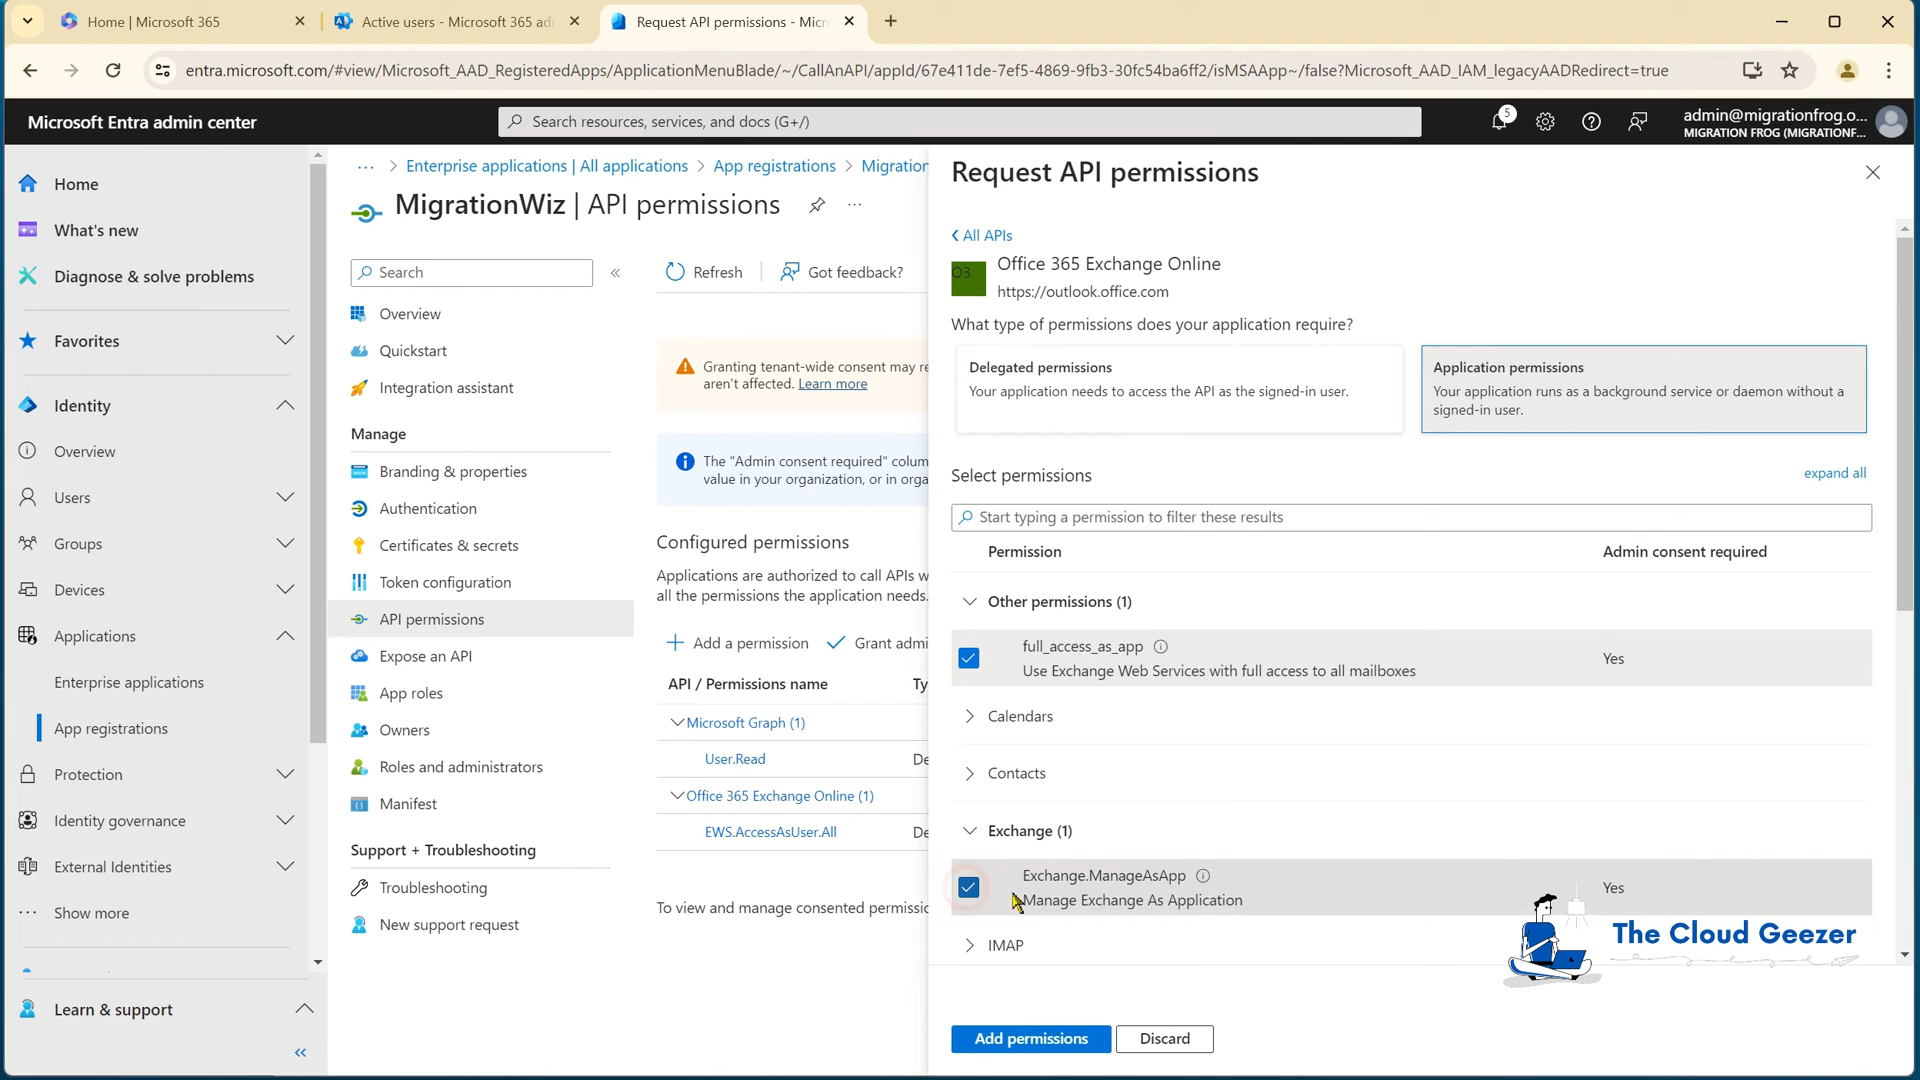 Home | Microsoft 365
Active users - Microsoft 365 ad
Request API permissions - Micr
entra.microsoft.com/#view/Microsoft_AAD_RegisteredApps/ApplicationMenuBlade/~/CallAnAPI/appId/67e411de-7ef5-4869-9fb3-30fc54ba6ff2/isMSAApp~/false?Microsoft_AAD_IAM_legacyAADRedirect=true
Microsoft Entra admin center
Search resources, services, and docs (G+/)
5
admin@migrationfrog.o...
MIGRATION FROG (MIGRATIONF...
Home
What's new
Diagnose & solve problems
Favorites
Identity
Overview
Users
Groups
Devices
Applications
Enterprise applications
App registrations
Protection
Identity governance
External Identities
Show more
Learn & support
... > Enterprise applications | All applications > App registrations > Migration
MigrationWiz | API permissions
Search
Overview
Quickstart
Integration assistant
Manage
Branding & properties
Authentication
Certificates & secrets
Token configuration
API permissions
Expose an API
App roles
Owners
Roles and administrators
Manifest
Support + Troubleshooting
Troubleshooting
New support request
Refresh
Got feedback?
Granting tenant-wide consent may re
aren't affected. Learn more
The "Admin consent required" colum
value in your organization, or in orga
Configured permissions
Applications are authorized to call APIs w
all the permissions the application needs.
Add a permission
Grant admi
API / Permissions name
Ty
Microsoft Graph (1)
User.Read
De
Office 365 Exchange Online (1)
EWS.AccessAsUser.All
De
To view and manage consented permissio
Request API permissions
All APIs
O3
Office 365 Exchange Online
https://outlook.office.com
What type of permissions does your application require?
Delegated permissions
Your application needs to access the API as the signed-in user.
Application permissions
Your application runs as a background service or daemon without a
signed-in user.
Select permissions
expand all
Start typing a permission to filter these results
Permission
Admin consent required
Other permissions (1)
full_access_as_app
Use Exchange Web Services with full access to all mailboxes
Yes
Calendars
Contacts
Exchange (1)
Exchange.ManageAsApp
Manage Exchange As Application
Yes
IMAP
The Cloud Geezer
Add permissions
Discard